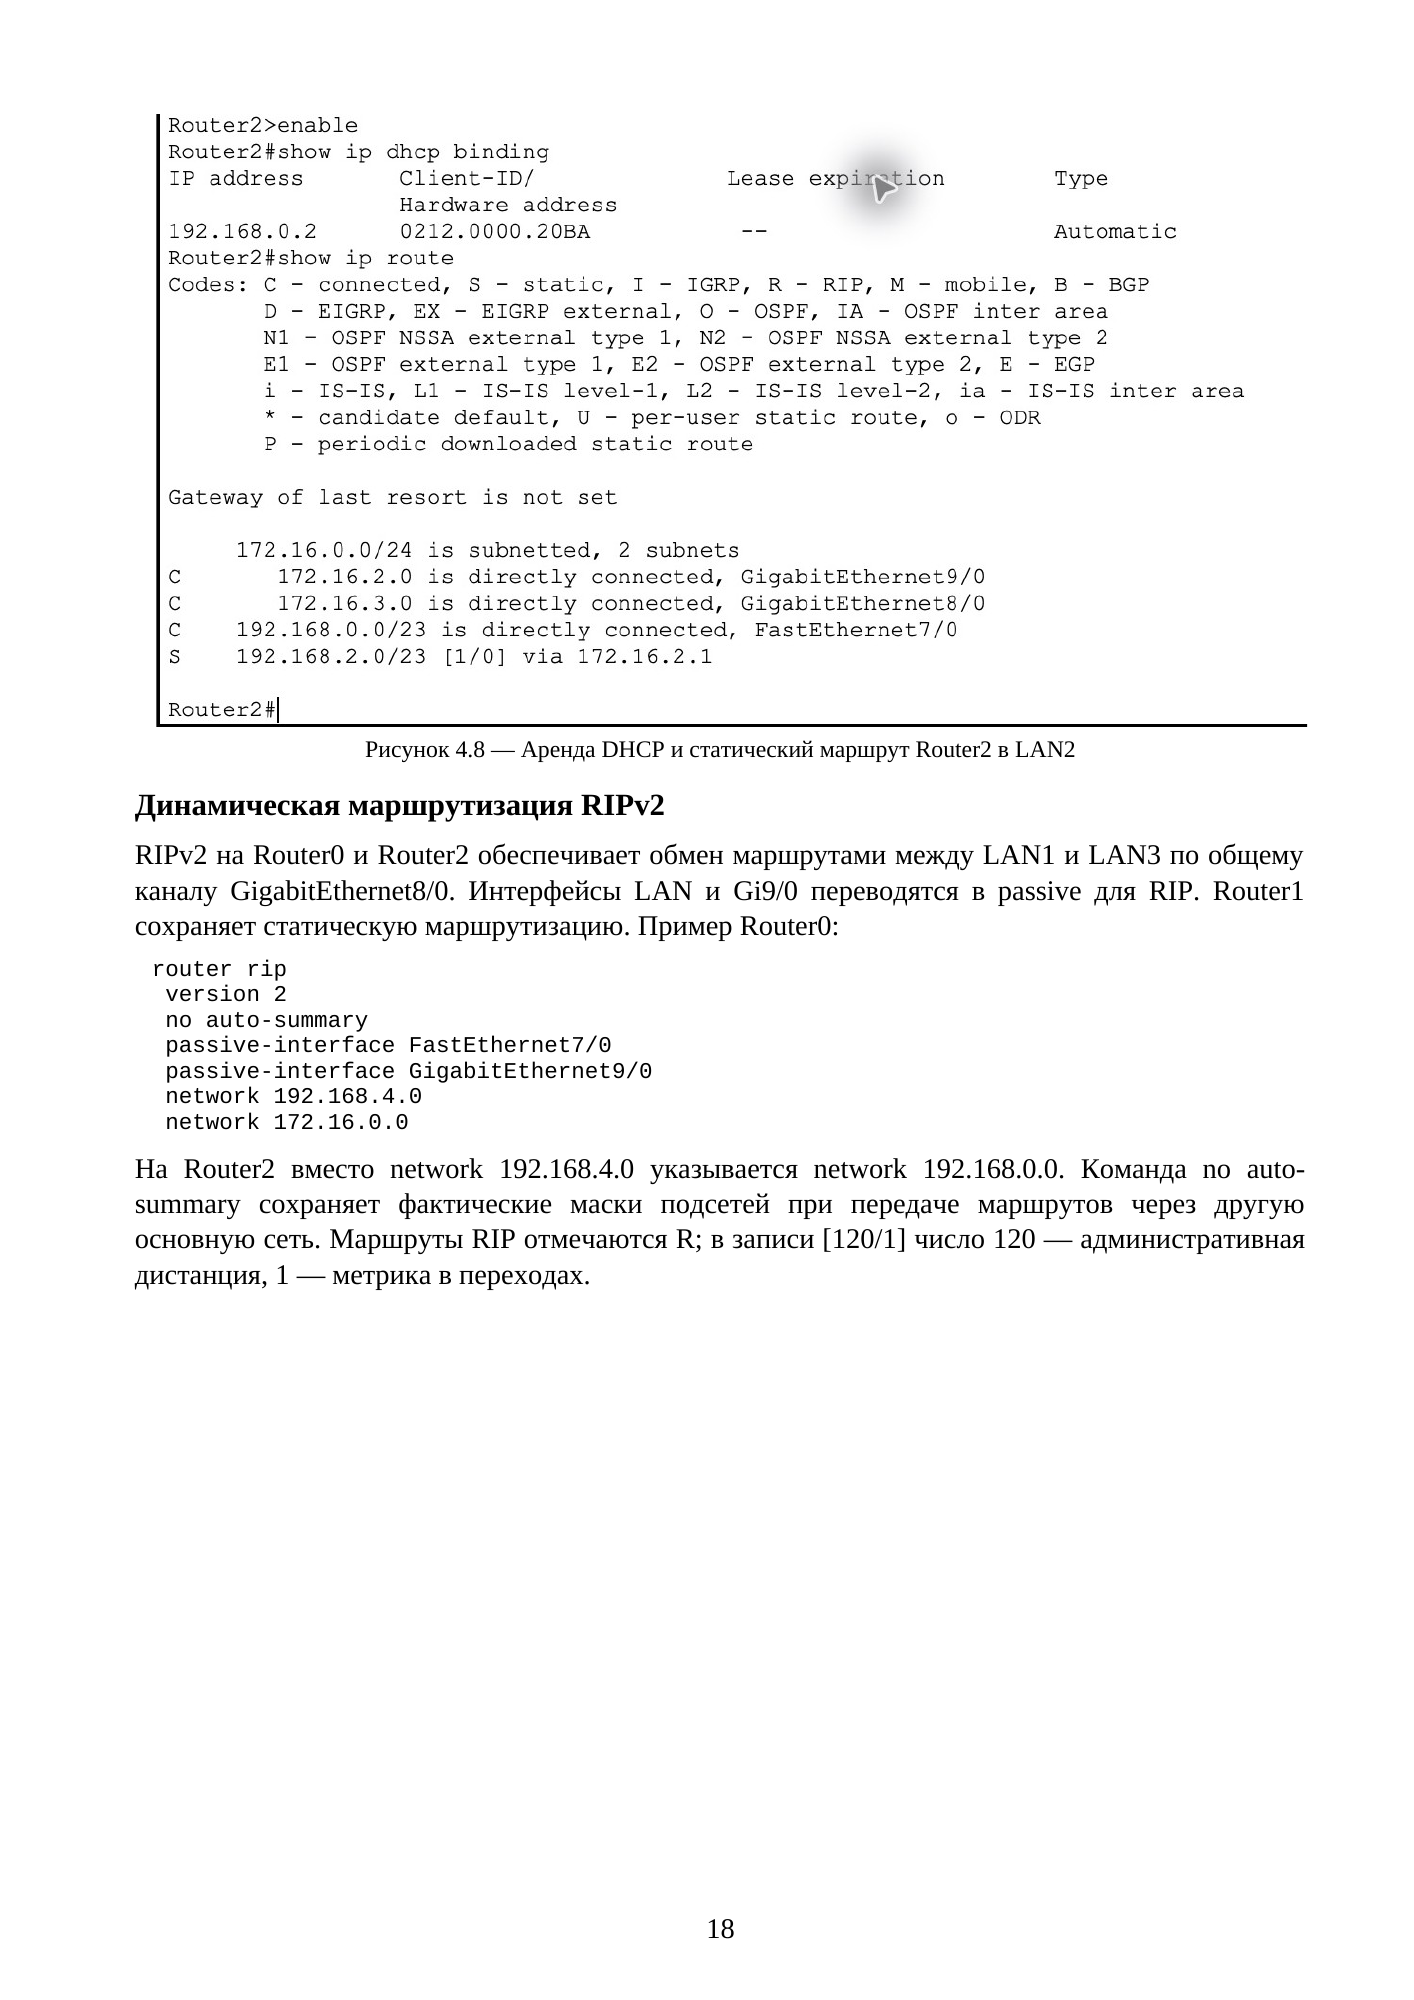 Router2>enable
Router2#show ip dhcp binding
IP address       Client-ID/              Lease expiration        Type
                 Hardware address
192.168.0.2      0212.0000.20BA           --                     Automatic
Router2#show ip route
Codes: C - connected, S - static, I - IGRP, R - RIP, M - mobile, B - BGP
       D - EIGRP, EX - EIGRP external, O - OSPF, IA - OSPF inter area
       N1 - OSPF NSSA external type 1, N2 - OSPF NSSA external type 2
       E1 - OSPF external type 1, E2 - OSPF external type 2, E - EGP
       i - IS-IS, L1 - IS-IS level-1, L2 - IS-IS level-2, ia - IS-IS inter area
       * - candidate default, U - per-user static route, o - ODR
       P - periodic downloaded static route
Gateway of last resort is not set
     172.16.0.0/24 is subnetted, 2 subnets
C       172.16.2.0 is directly connected, GigabitEthernet9/0
C       172.16.3.0 is directly connected, GigabitEthernet8/0
C    192.168.0.0/23 is directly connected, FastEthernet7/0
S    192.168.2.0/23 [1/0] via 172.16.2.1
Router2#
Рисунок 4.8 — Аренда DHCP и статический маршрут Router2 в LAN2
Динамическая маршрутизация RIPv2
RIPv2 на Router0 и Router2 обеспечивает обмен маршрутами между LAN1 и LAN3 по общему
каналу GigabitEthernet8/0. Интерфейсы LAN и Gi9/0 переводятся в passive для RIP. Router1
сохраняет статическую маршрутизацию. Пример Router0:
router rip
 version 2
 no auto-summary
 passive-interface FastEthernet7/0
 passive-interface GigabitEthernet9/0
 network 192.168.4.0
 network 172.16.0.0
На Router2 вместо network 192.168.4.0 указывается network 192.168.0.0. Команда no auto-
summary сохраняет фактические маски подсетей при передаче маршрутов через другую
основную сеть. Маршруты RIP отмечаются R; в записи [120/1] число 120 — административная
дистанция, 1 — метрика в переходах.
18